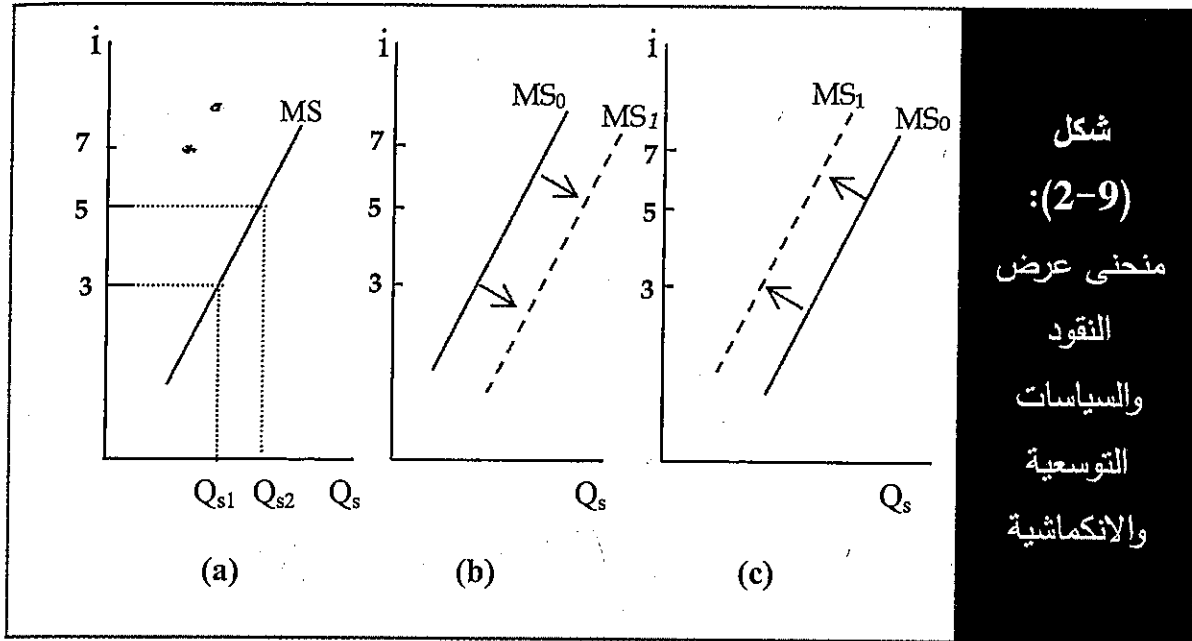 i
MS
7
5
3
Qs1 Qs2 Qs
(a)
i
MS0
MS1
7
5
3
Qs
(b)
i
MS1
MS0
7
5
3
Qs
(c)
شكل
(2-9):
منحنى عرض
النقود
والسياسات
التوسعية
والانكماشية